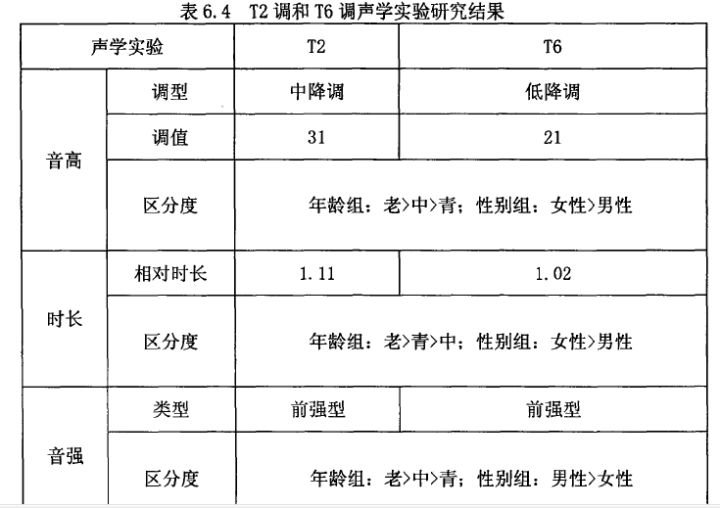 表 6.4 T2 调和 T6 调声学实验研究结果
声学实验 T2 T6
音高 调型 中降调 低降调
调值 31 21
区分度 年龄组：老>中>青；性别组：女性>男性
时长 相对时长 1.11 1.02
区分度 年龄组：老>青>中；性别组：女性>男性
音强 类型 前强型 前强型
区分度 年龄组：老>中>青；性别组：男性>女性